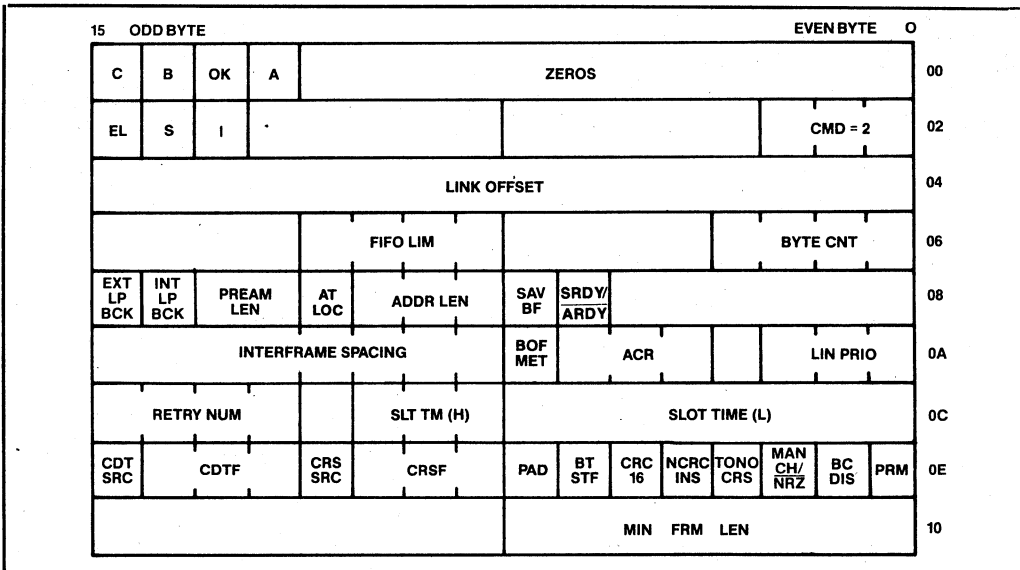 15 ODD BYTE EVEN BYTE O
C B OK A ZEROS 00
EL S I CMD = 2 02
LINK OFFSET 04
FIFO LIM BYTE CNT 06
EXT LP BCK INT LP BCK PREAM LEN AT LOC ADDR LEN SAV BF SRDY/ ARDY 08
INTERFRAME SPACING BOF MET ACR LIN PRIO 0A
RETRY NUM SLT TM (H) SLOT TIME (L) 0C
CDT SRC CDTF CRS SRC CRSF PAD BT STF CRC 16 NCRC INS TONO CRS MAN CH/ NRZ BC DIS PRM 0E
MIN FRM LEN 10